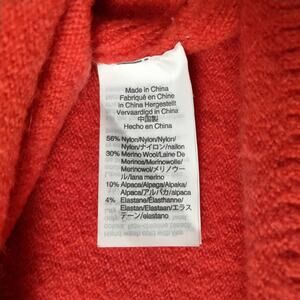 Made in China
Fabriqué en Chine
in China Hergestellt
Vervaardigd in China
中国製
Hecho en China
56% Nylon/Nylon/Nylon/
Nylon/ナイロン/nailon
30% Merino Wool/Laine De
Merinos/Merinowolle/
Merinowol/メリノウー
ル/lana merino
10% Alpaca/Alpaga/Alpaka/
Alpaca/アルパカ/alpaca
4% Elastane/Elasthanne/
Elastan/Elastaan/エラス
テーン/elastano